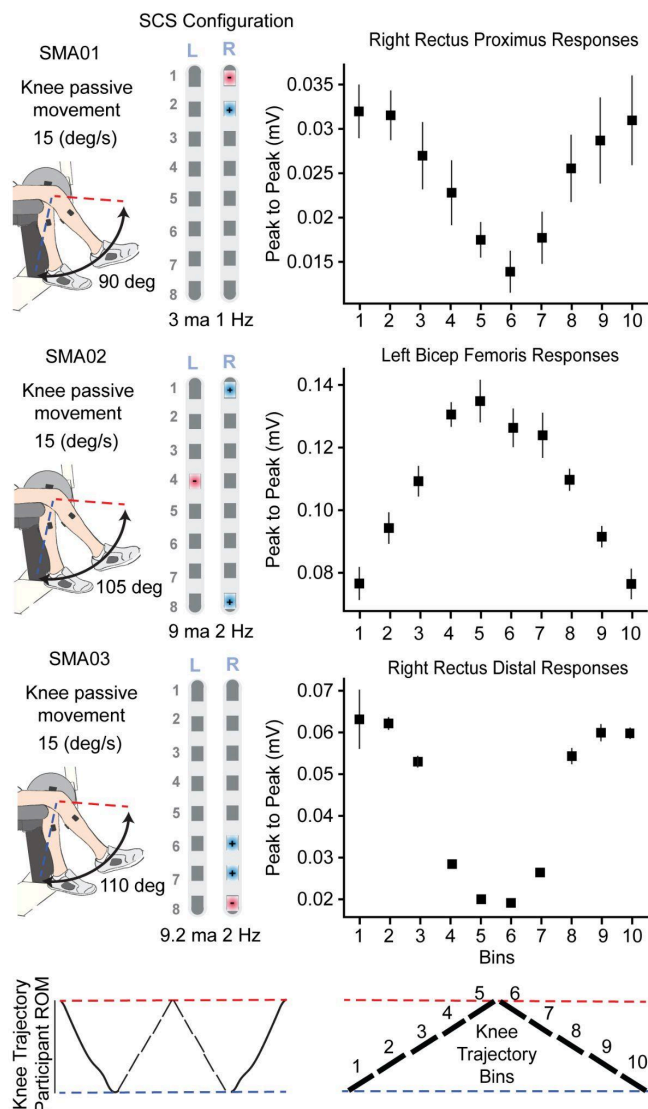 SCS Configuration
SMA01
Knee passive
movement
15 (deg/s)
90 deg
L R
1
2
3
4
5
6
7
8
-
+
3 ma 1 Hz
Right Rectus Proximus Responses
Peak to Peak (mV)
0.035
0.03
0.025
0.02
0.015
1 2 3 4 5 6 7 8 9 10
SMA02
Knee passive
movement
15 (deg/s)
105 deg
L R
1
2
3
4
5
6
7
8
+
-
+
9 ma 2 Hz
Left Bicep Femoris Responses
Peak to Peak (mV)
0.14
0.12
0.10
0.08
1 2 3 4 5 6 7 8 9 10
SMA03
Knee passive
movement
15 (deg/s)
110 deg
L R
1
2
3
4
5
6
7
8
+
+
-
9.2 ma 2 Hz
Right Rectus Distal Responses
Peak to Peak (mV)
0.07
0.06
0.05
0.03
0.02
1 2 3 4 5 6 7 8 9 10
Bins
Knee Trajectory
Participant ROM
1 2 3 4 5 6 7 8 9 10
Knee
Trajectory
Bins